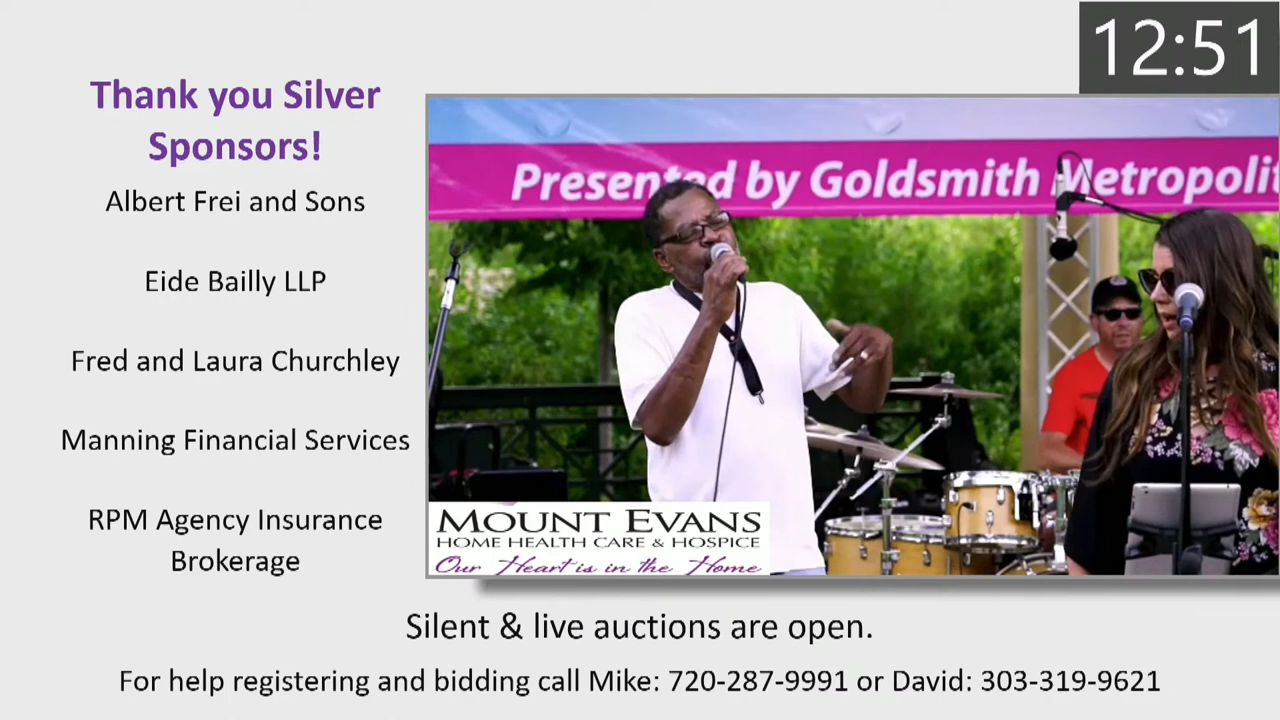 12:51
Thank you Silver
Sponsors!
Albert Frei and Sons
Eide Bailly LLP
Fred and Laura Churchley
Manning Financial Services
RPM Agency Insurance
Brokerage
Presented by Goldsmith Metropolit
MOUNT EVANS
HOME HEALTH CARE & HOSPICE
Our Heart is in the Home
Silent & live auctions are open.
For help registering and bidding call Mike: 720-287-9991 or David: 303-319-9621